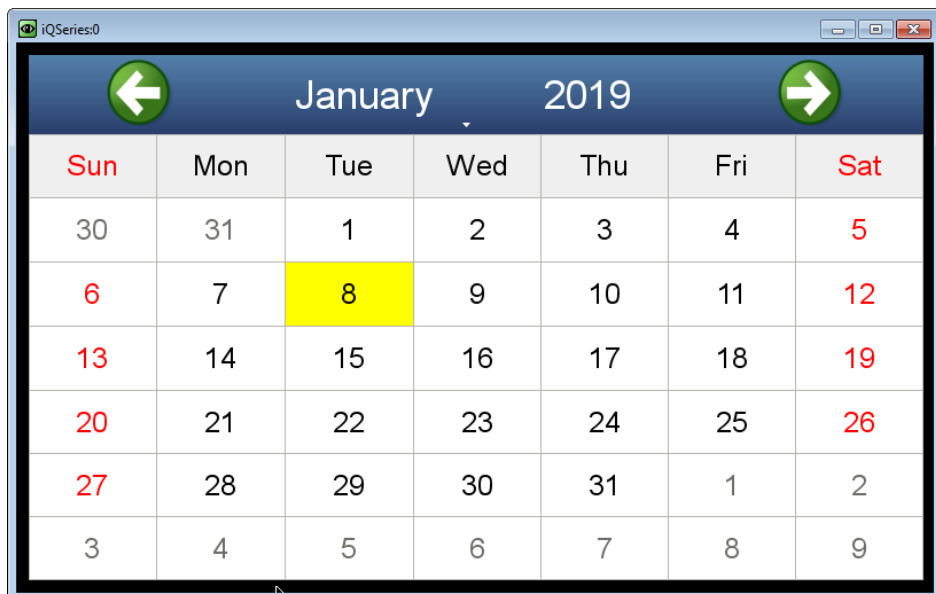 iQSeries:0
January 2019
Sun Mon Tue Wed Thu Fri Sat
30 31 1 2 3 4 5
6 7 8 9 10 11 12
13 14 15 16 17 18 19
20 21 22 23 24 25 26
27 28 29 30 31 1 2
3 4 5 6 7 8 9